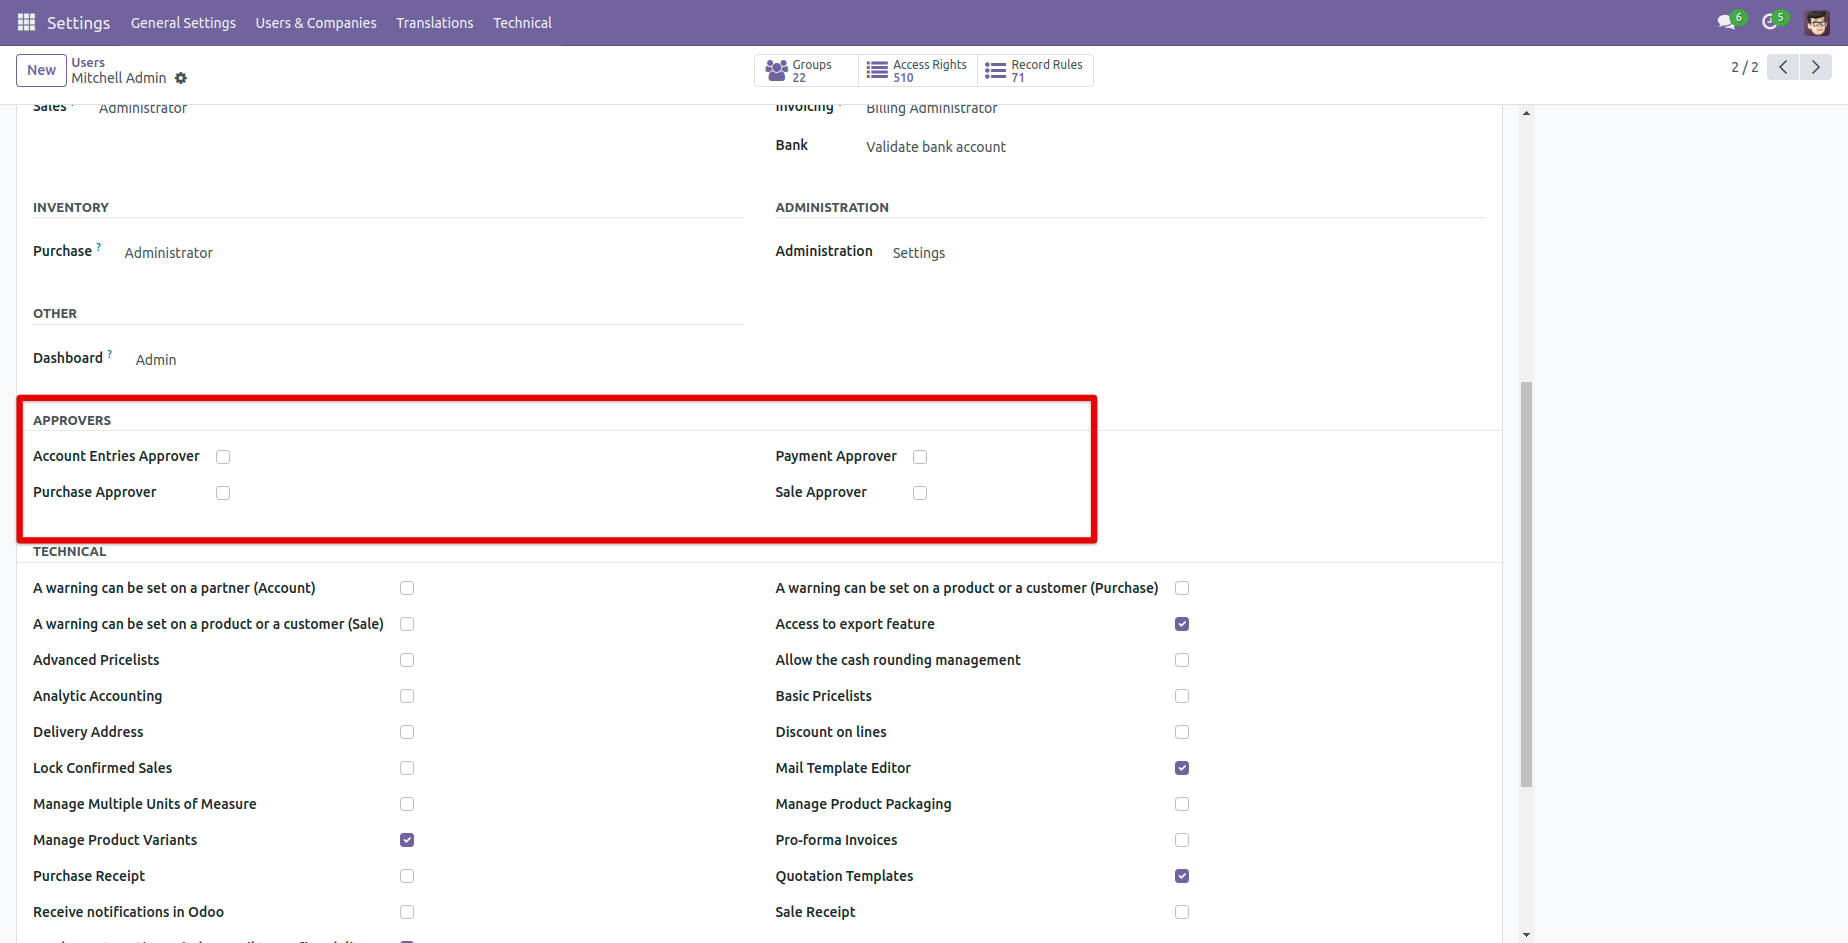 Settings General Settings Users & Companies Translations Technical 6 5
New Users Groups 22 Access Rights 510 Record Rules 71 2 / 2
Mitchell Admin
Sales ? Administrator Invoicing ? Billing Administrator
Bank Validate bank account
INVENTORY ADMINISTRATION
Purchase ? Administrator Administration Settings
OTHER
Dashboard ? Admin
APPROVERS
Account Entries Approver Payment Approver
Purchase Approver Sale Approver
TECHNICAL
A warning can be set on a partner (Account) A warning can be set on a product or a customer (Purchase)
A warning can be set on a product or a customer (Sale) Access to export feature
Advanced Pricelists Allow the cash rounding management
Analytic Accounting Basic Pricelists
Delivery Address Discount on lines
Lock Confirmed Sales Mail Template Editor
Manage Multiple Units of Measure Manage Product Packaging
Manage Product Variants Pro-forma Invoices
Purchase Receipt Quotation Templates
Receive notifications in Odoo Sale Receipt